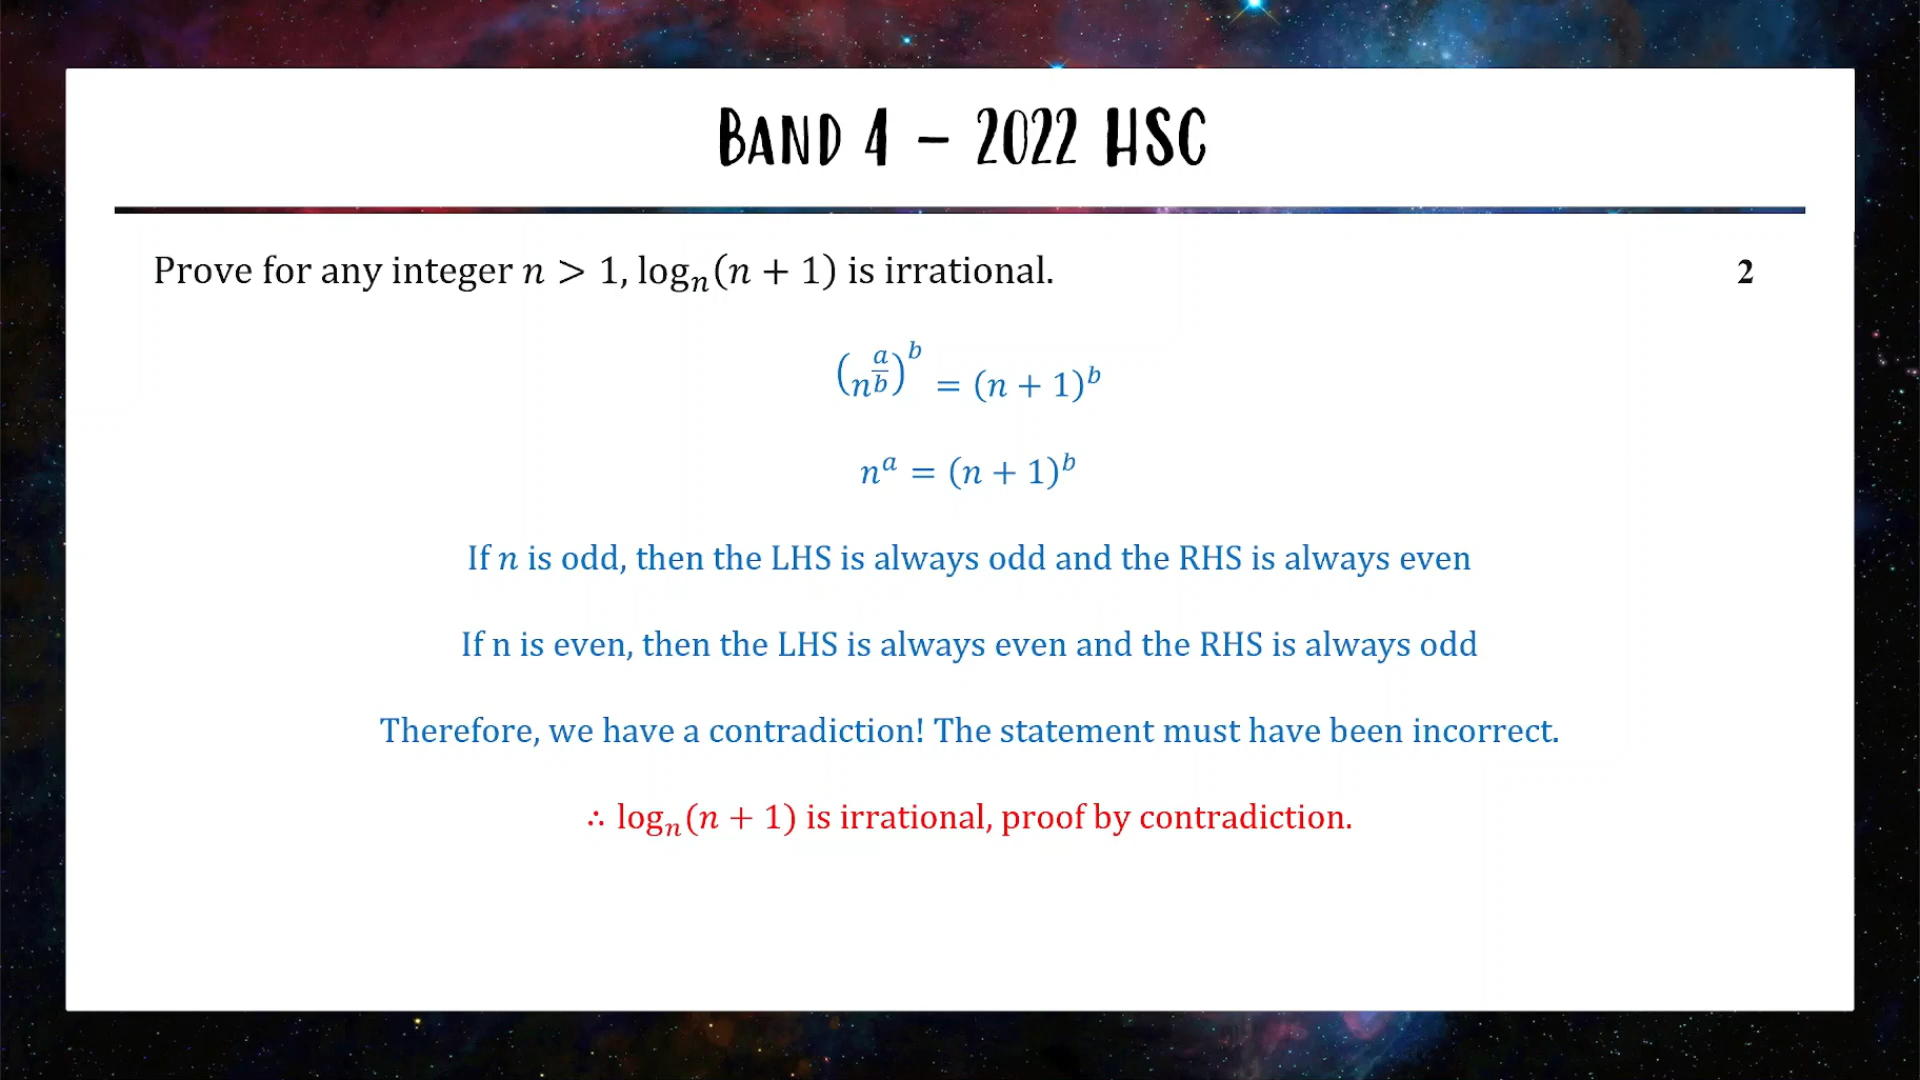 BAND 4 – 2022 HSC
Prove for any integer n > 1, logₙ(n + 1) is irrational. 2
(n^(a/b))^b = (n + 1)^b
n^a = (n + 1)^b
If n is odd, then the LHS is always odd and the RHS is always even
If n is even, then the LHS is always even and the RHS is always odd
Therefore, we have a contradiction! The statement must have been incorrect.
∴ logₙ(n + 1) is irrational, proof by contradiction.